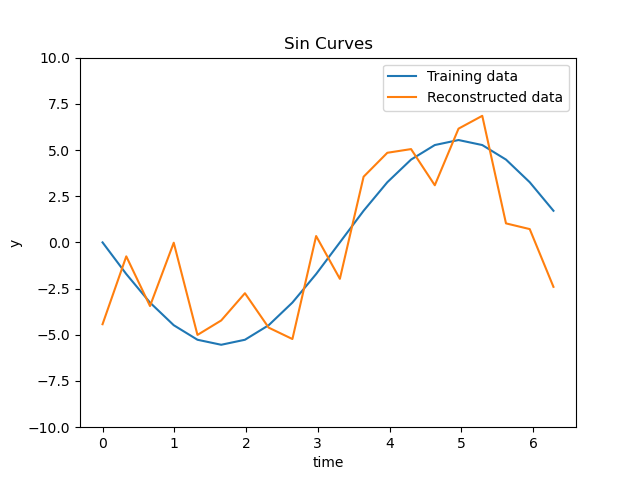 Sin Curves
Training data
Reconstructed data
10.0
7.5
5.0
2.5
0.0
−2.5
−5.0
−7.5
−10.0
y
0 1 2 3 4 5 6
time